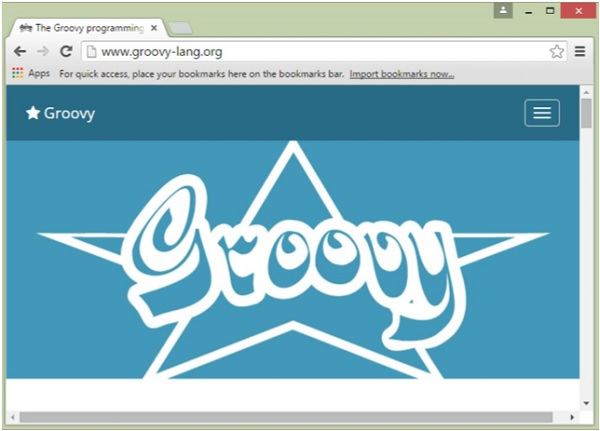 The Groovy programming
www.groovy-lang.org
Apps For quick access, place your bookmarks here on the bookmarks bar. Import bookmarks now...
Groovy
Groovy